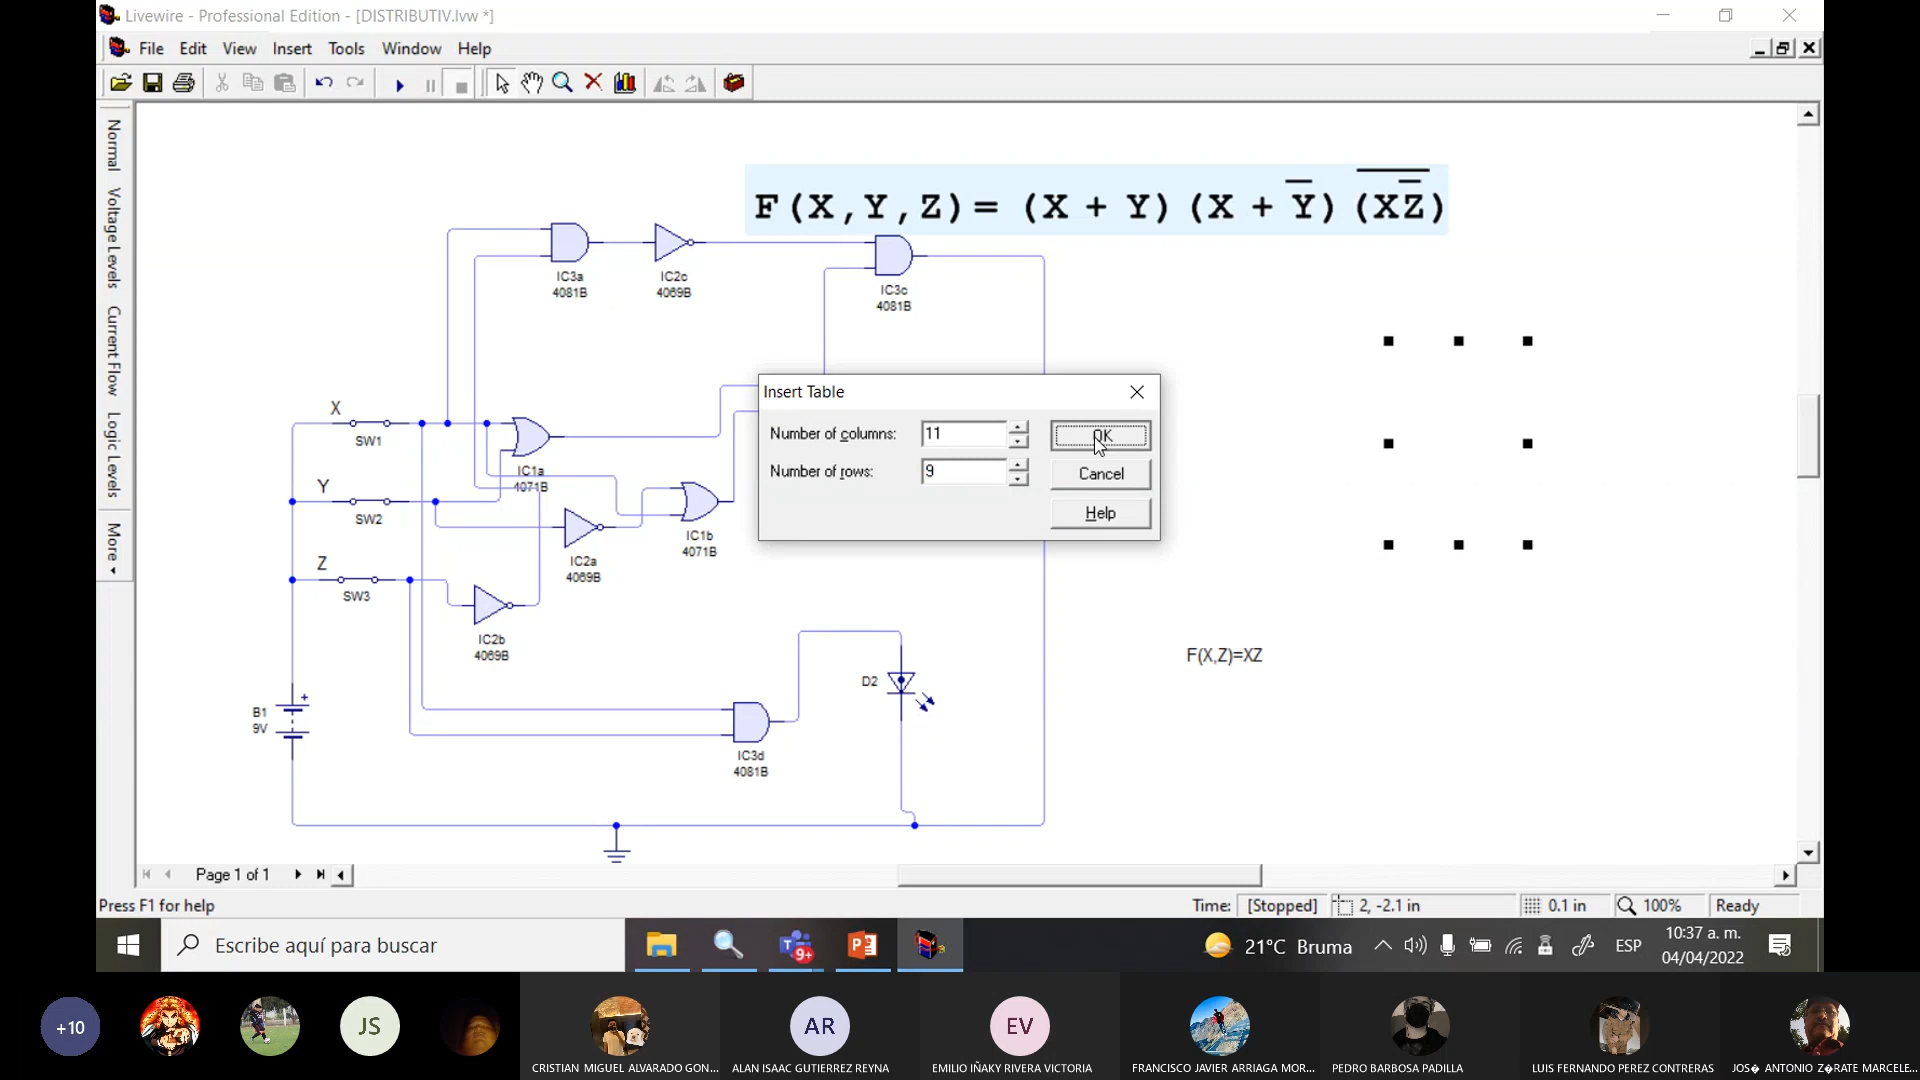 Livewire - Professional Edition - [DISTRIBUTIV.lvw *]
File Edit View Insert Tools Window Help
Normal
Voltage Levels
Current Flow
Logic Levels
More
F(X,Y,Z)= (X + Y) (X + Y̅) (XZ̅)̅
IC3a
4081B
IC2c
4069B
IC3c
4081B
X
SW1
IC1a
4071B
Y
SW2
IC2a
4069B
IC1b
4071B
Z
SW3
IC2b
4069B
B1
9V
+
D2
IC3d
4081B
F(X,Z)=XZ
Insert Table
Number of columns: 11
Number of rows: 9
OK
Cancel
Help
Page 1 of 1
Press F1 for help
Time: [Stopped] 2, -2.1 in 0.1 in 100% Ready
Escribe aquí para buscar
9+
21°C Bruma
ESP
10:37 a. m.
04/04/2022
+10
JS
AR
EV
CRISTIAN MIGUEL ALVARADO GON...
ALAN ISAAC GUTIERREZ REYNA
EMILIO IÑAKY RIVERA VICTORIA
FRANCISCO JAVIER ARRIAGA MOR...
PEDRO BARBOSA PADILLA
LUIS FERNANDO PEREZ CONTRERAS
JOS� ANTONIO Z�RATE MARCELE...